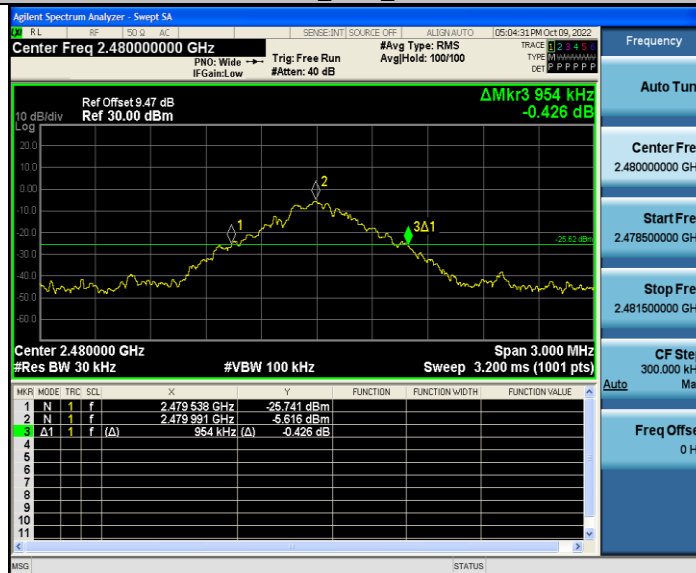 Agilent Spectrum Analyzer - Swept SA
RL RF 50 Ω AC SENSE:INT SOURCE OFF ALIGN AUTO 05:04:31 PM Oct 09, 2022
Center Freq 2.480000000 GHz #Avg Type: RMS TRACE 1 2 3 4 5 6
PNO: Wide Trig: Free Run Avg|Hold: 100/100 TYPE M
IFGain:Low #Atten: 40 dB DET P P P P P P
ΔMkr3 954 kHz
-0.426 dB
Ref Offset 9.47 dB
10 dB/div Ref 30.00 dBm
Log
20.0
10.0
0.00
-10.0
-20.0
-30.0
-40.0
-50.0
-60.0
1
2
3Δ1
-25.62 dBm
Center 2.480000 GHz Span 3.000 MHz
#Res BW 30 kHz #VBW 100 kHz Sweep 3.200 ms (1001 pts)
MKR MODE TRC SCL X Y FUNCTION FUNCTION WIDTH FUNCTION VALUE
1 N 1 f 2.479 538 GHz -25.741 dBm
2 N 1 f 2.479 991 GHz -5.616 dBm
3 Δ1 1 f (Δ) 954 kHz (Δ) -0.426 dB
4
5
6
7
8
9
10
11
MSG STATUS
Frequency
Auto Tun
Center Fre
2.480000000 GH
Start Fre
2.478500000 GH
Stop Fre
2.481500000 GH
CF Ste
300.000 kH
Auto Ma
Freq Offse
0 H